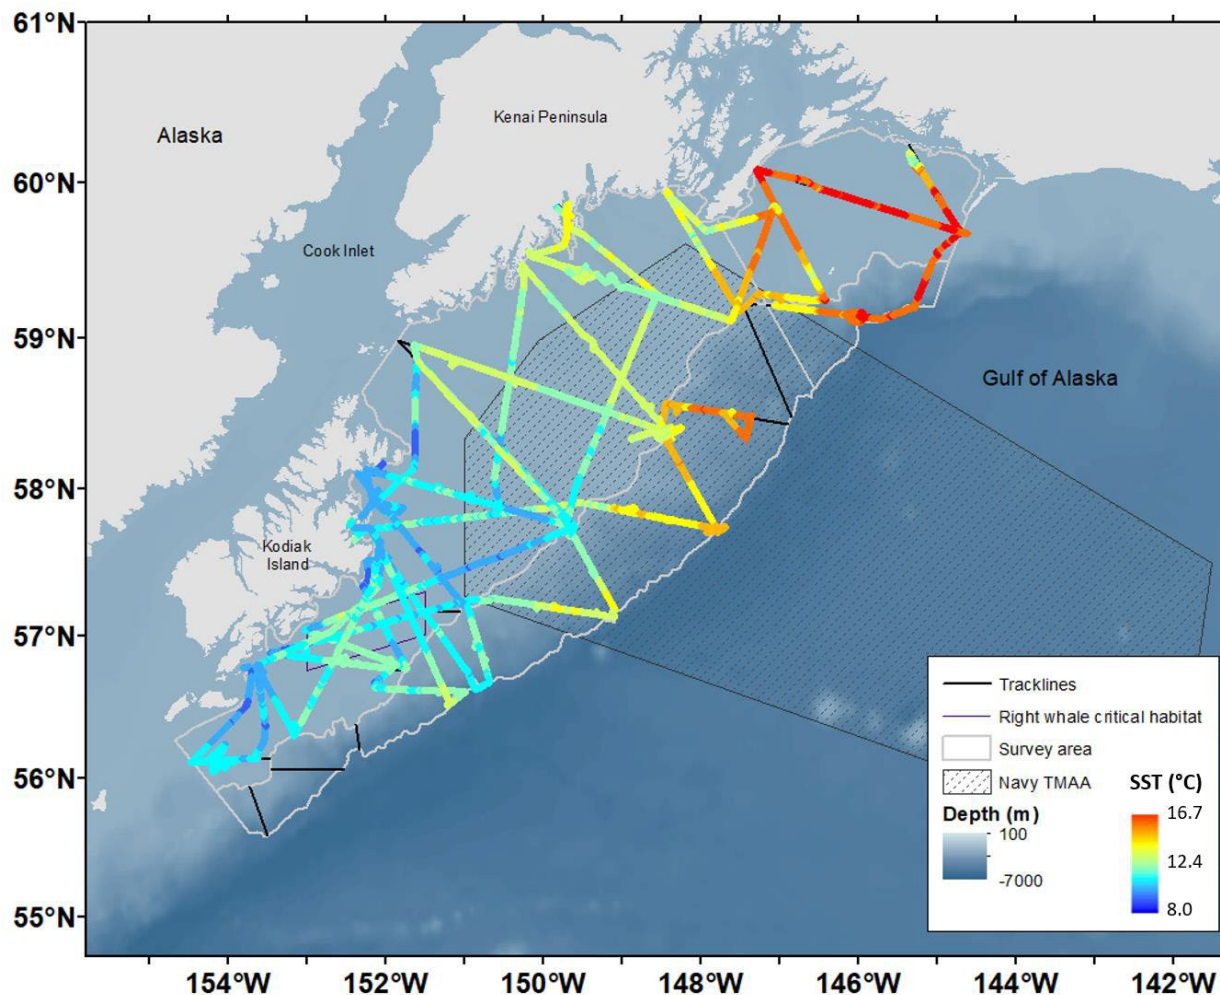 61°N
60°N
59°N
58°N
57°N
56°N
55°N
Alaska
Kenai Peninsula
Cook Inlet
Gulf of Alaska
Kodiak
Island
Tracklines
Right whale critical habitat
Survey area
Navy TMAA
SST (°C)
Depth (m)
100
-7000
16.7
12.4
8.0
154°W
152°W
150°W
148°W
146°W
144°W
142°W